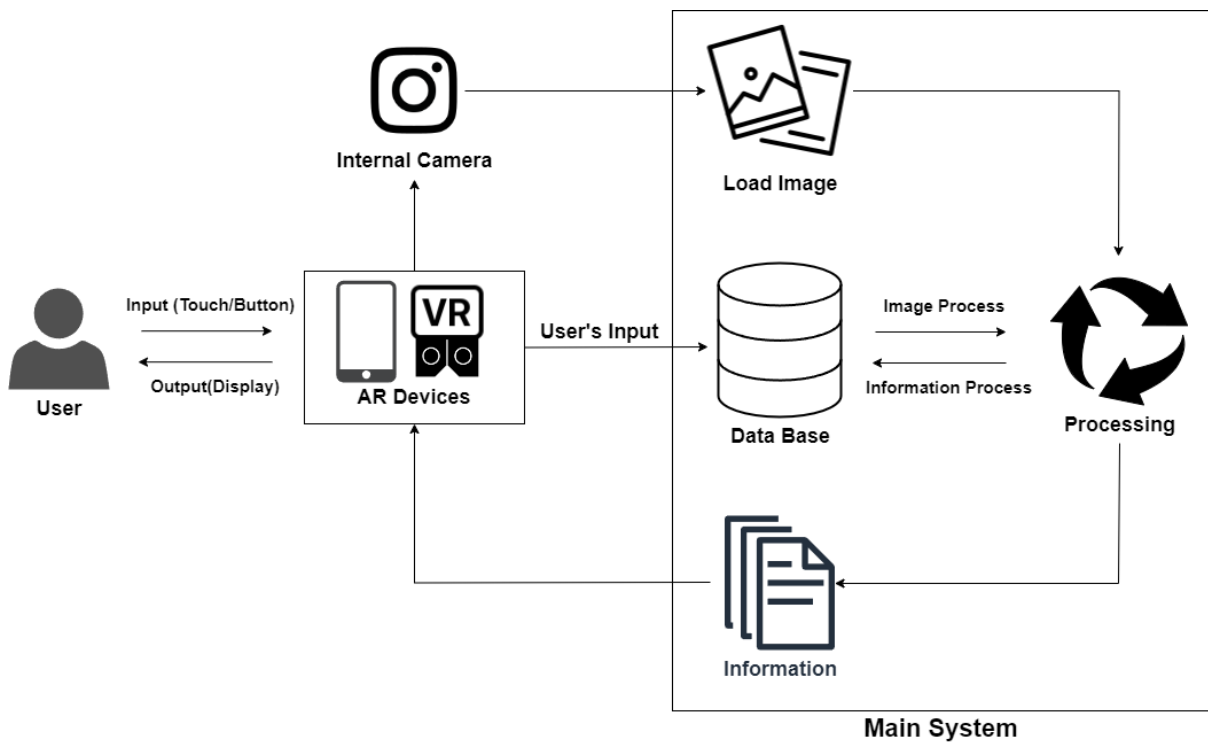 Internal Camera
Load Image
Input (Touch/Button)
Output(Display)
User
VR
AR Devices
User's Input
Data Base
Image Process
Information Process
Processing
Information
Main System